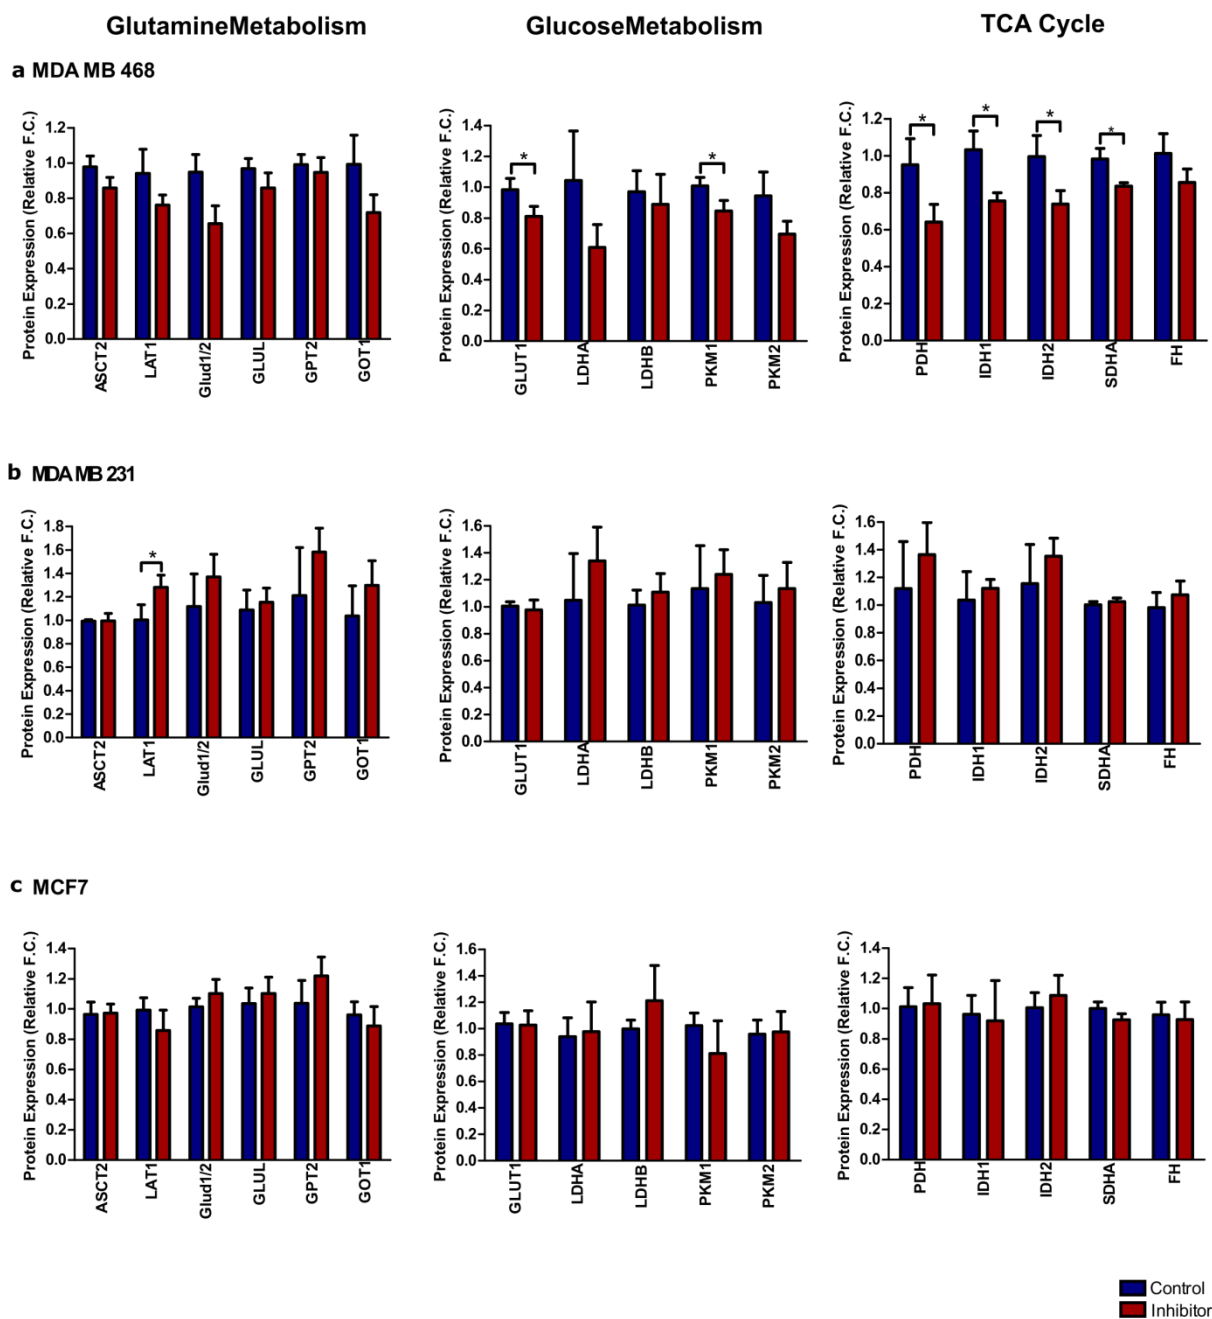 GlutamineMetabolism
GlucoseMetabolism
TCA Cycle
a MDA MB 468
Protein Expression (Relative F.C.)
1.2
1.0
0.8
0.6
0.4
0.2
0.0
ASCT2
LAT1
Glud1/2
GLUL
GPT2
GOT1
Protein Expression (Relative F.C.)
1.4
1.2
1.0
0.8
0.6
0.4
0.2
0.0
*
*
GLUT1
LDHA
LDHB
PKM1
PKM2
Protein Expression (Relative F.C.)
1.2
1.0
0.8
0.6
0.4
0.2
0.0
*
*
*
*
PDH
IDH1
IDH2
SDHA
FH
b MDA MB 231
Protein Expression (Relative F.C.)
1.8
1.6
1.4
1.2
1.0
0.8
0.6
0.4
0.2
0.0
*
ASCT2
LAT1
Glud1/2
GLUL
GPT2
GOT1
Protein Expression (Relative F.C.)
1.6
1.4
1.2
1.0
0.8
0.6
0.4
0.2
0.0
GLUT1
LDHA
LDHB
PKM1
PKM2
Protein Expression (Relative F.C.)
1.6
1.4
1.2
1.0
0.8
0.6
0.4
0.2
0.0
PDH
IDH1
IDH2
SDHA
FH
c MCF7
Protein Expression (Relative F.C.)
1.4
1.2
1.0
0.8
0.6
0.4
0.2
0.0
ASCT2
LAT1
Glud1/2
GLUL
GPT2
GOT1
Protein Expression (Relative F.C.)
1.6
1.4
1.2
1.0
0.8
0.6
0.4
0.2
0.0
GLUT1
LDHA
LDHB
PKM1
PKM2
Protein Expression (Relative F.C.)
1.4
1.2
1.0
0.8
0.6
0.4
0.2
0.0
PDH
IDH1
IDH2
SDHA
FH
Control
Inhibitor